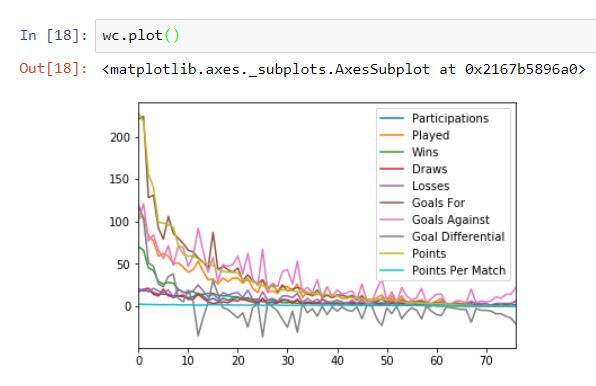 In [18]: wc.plot()
Out[18]: <matplotlib.axes._subplots.AxesSubplot at 0x2167b5896a0>
Participations
Played
Wins
Draws
Losses
Goals For
Goals Against
Goal Differential
Points
Points Per Match
200
150
100
50
0
0 10 20 30 40 50 60 70